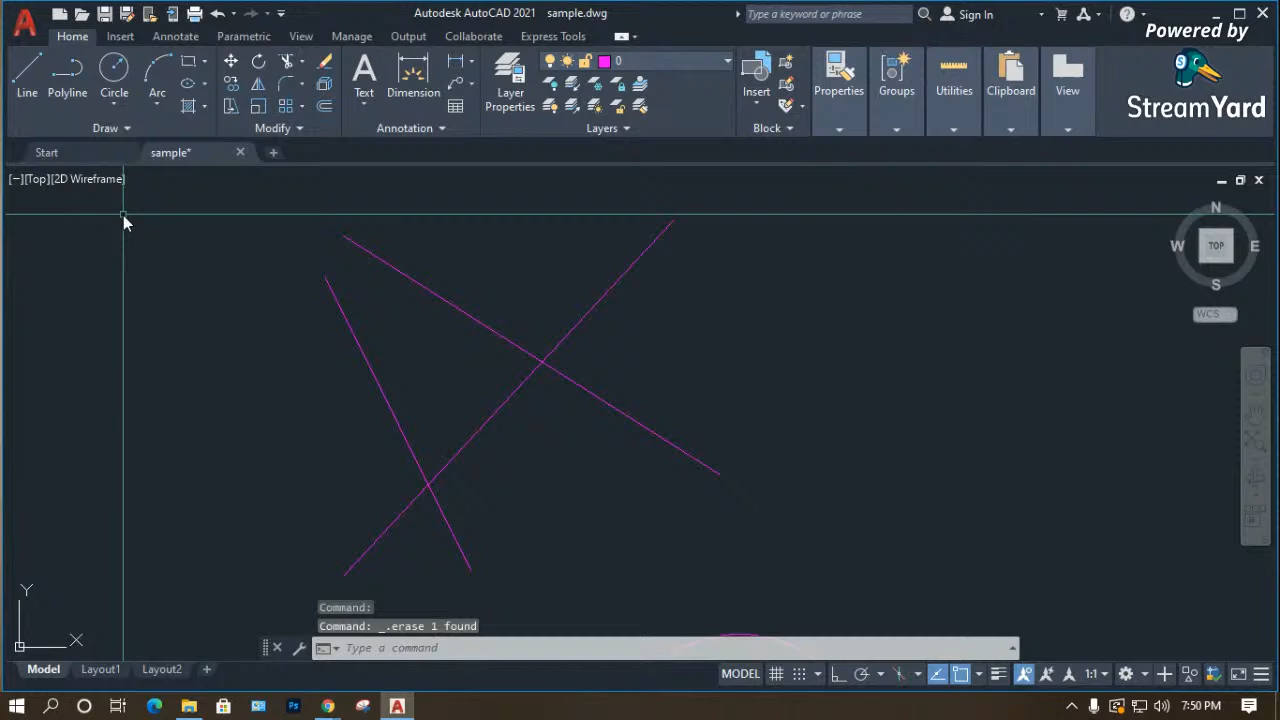 Autodesk AutoCAD 2021 sample.dwg
Type a keyword or phrase
Sign In
Powered by
StreamYard
Home Insert Annotate Parametric View Manage Output Collaborate Express Tools
Line Polyline Circle Arc
Text Dimension
Layer
Properties
0
Insert
Properties Groups Utilities Clipboard View
Draw Modify Annotation Layers Block
Start sample*
[−][Top][2D Wireframe]
N
W TOP E
S
WCS
Y
X
Command:
Command: _.erase 1 found
Type a command
Model Layout1 Layout2 +
MODEL 1:1
7:50 PM